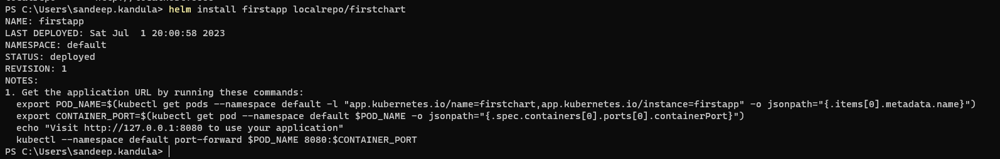 PS C:\Users\sandeep.kandula> helm install firstapp localrepo/firstchart
NAME: firstapp
LAST DEPLOYED: Sat Jul  1 20:00:58 2023
NAMESPACE: default
STATUS: deployed
REVISION: 1
NOTES:
1. Get the application URL by running these commands:
  export POD_NAME=$(kubectl get pods --namespace default -l "app.kubernetes.io/name=firstchart,app.kubernetes.io/instance=firstapp" -o jsonpath="{.items[0].metadata.name}")
  export CONTAINER_PORT=$(kubectl get pod --namespace default $POD_NAME -o jsonpath="{.spec.containers[0].ports[0].containerPort}")
  echo "Visit http://127.0.0.1:8080 to use your application"
  kubectl --namespace default port-forward $POD_NAME 8080:$CONTAINER_PORT
PS C:\Users\sandeep.kandula>